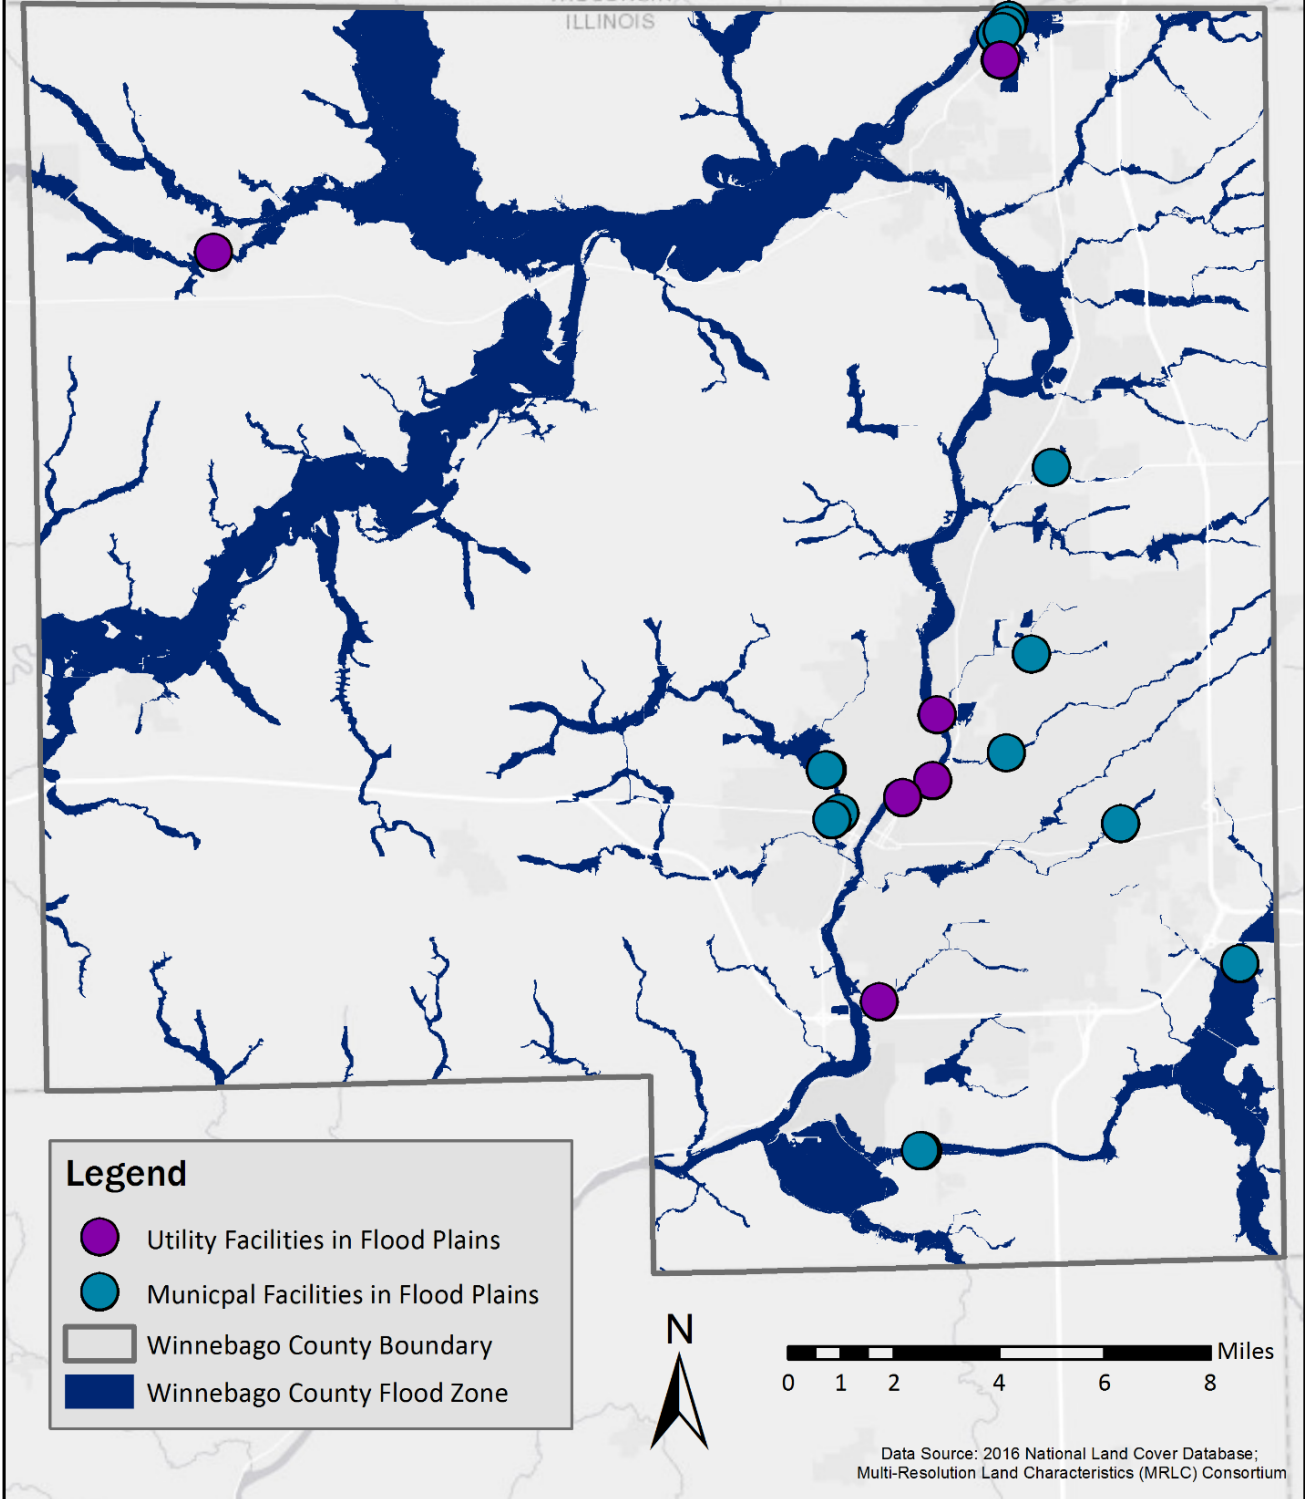 ILLINOIS
Legend
Utility Facilities in Flood Plains
Municpal Facilities in Flood Plains
Winnebago County Boundary
Winnebago County Flood Zone
N
Miles
0 1 2 4 6 8
Data Source: 2016 National Land Cover Database;
Multi-Resolution Land Characteristics (MRLC) Consortium